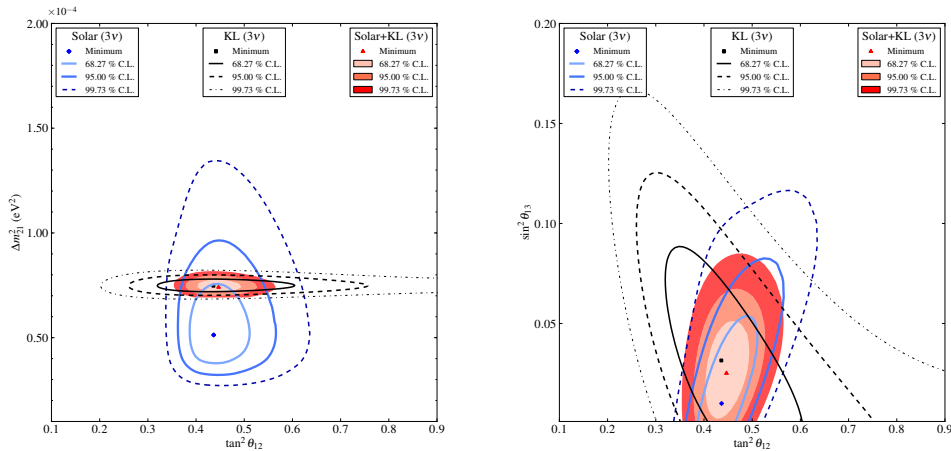 ×10⁻⁴
2.00
1.50
1.00
0.50
Δm²₂₁ (eV²)
0.1 0.2 0.3 0.4 0.5 0.6 0.7 0.8 0.9
tan² θ₁₂
Solar (3ν)
Minimum
68.27 % C.L.
95.00 % C.L.
99.73 % C.L.
KL (3ν)
Minimum
68.27 % C.L.
95.00 % C.L.
99.73 % C.L.
Solar+KL (3ν)
Minimum
68.27 % C.L.
95.00 % C.L.
99.73 % C.L.
0.20
0.15
0.10
0.05
sin² θ₁₃
0.1 0.2 0.3 0.4 0.5 0.6 0.7 0.8 0.9
tan² θ₁₂
Solar (3ν)
Minimum
68.27 % C.L.
95.00 % C.L.
99.73 % C.L.
KL (3ν)
Minimum
68.27 % C.L.
95.00 % C.L.
99.73 % C.L.
Solar+KL (3ν)
Minimum
68.27 % C.L.
95.00 % C.L.
99.73 % C.L.